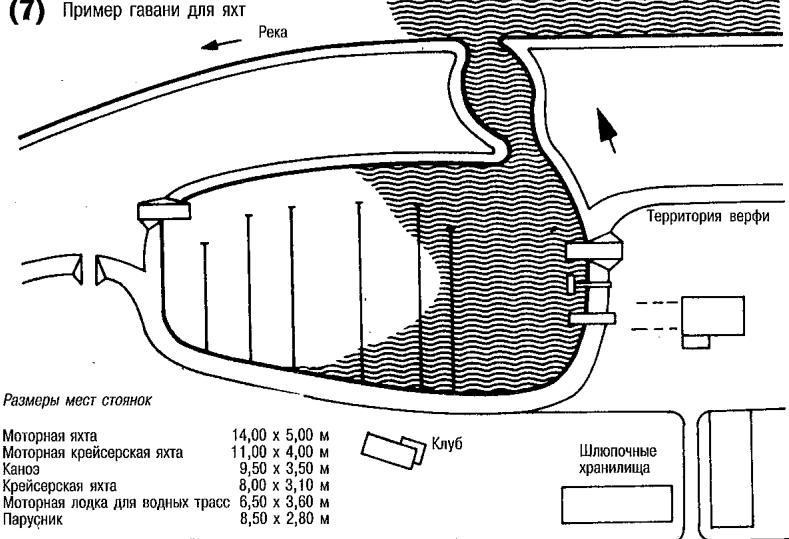 (7) Пример гавани для яхт
Река
Территория верфи
Размеры мест стоянок
Моторная яхта 14,00 x 5,00 м
Моторная крейсерская яхта 11,00 x 4,00 м
Каноэ 9,50 x 3,50 м
Крейсерская яхта 8,00 x 3,10 м
Моторная лодка для водных трасс 6,50 x 3,60 м
Парусник 8,50 x 2,80 м
Клуб
Шлюпочные
хранилища